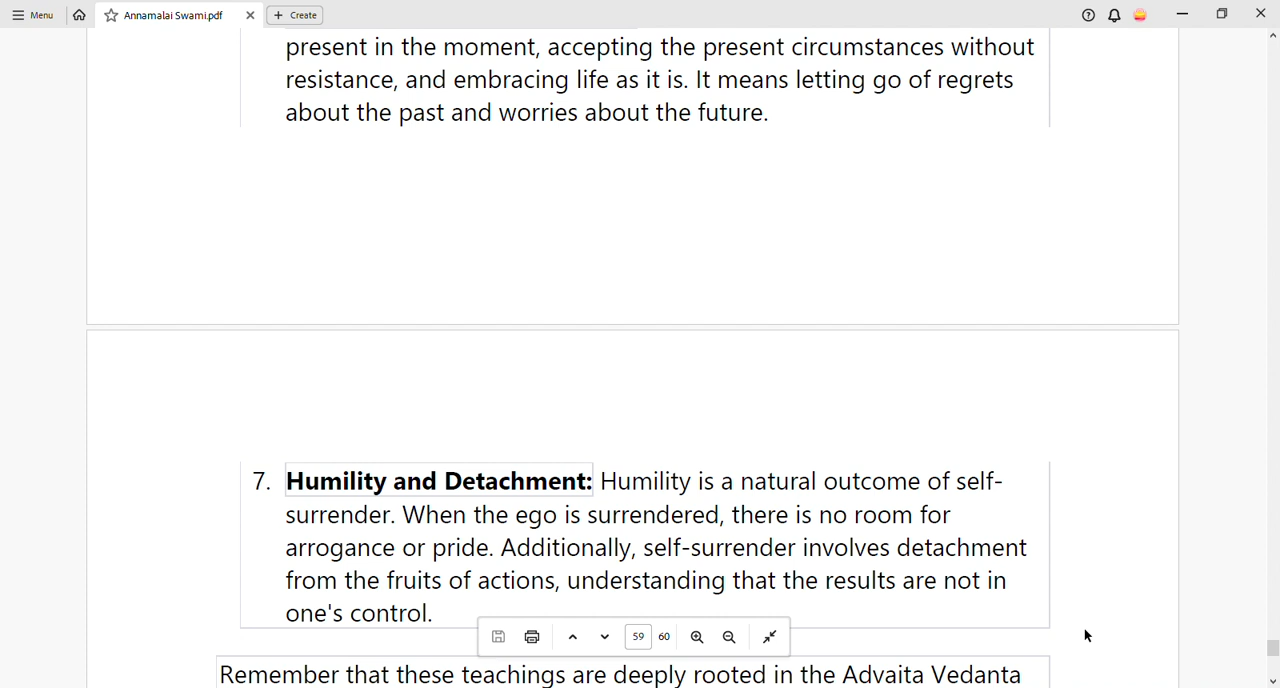 Menu
Annamalai Swami.pdf
Create
present in the moment, accepting the present circumstances without
resistance, and embracing life as it is. It means letting go of regrets
about the past and worries about the future.
7. Humility and Detachment: Humility is a natural outcome of self-
surrender. When the ego is surrendered, there is no room for
arrogance or pride. Additionally, self-surrender involves detachment
from the fruits of actions, understanding that the results are not in
one's control.
59 60
Remember that these teachings are deeply rooted in the Advaita Vedanta